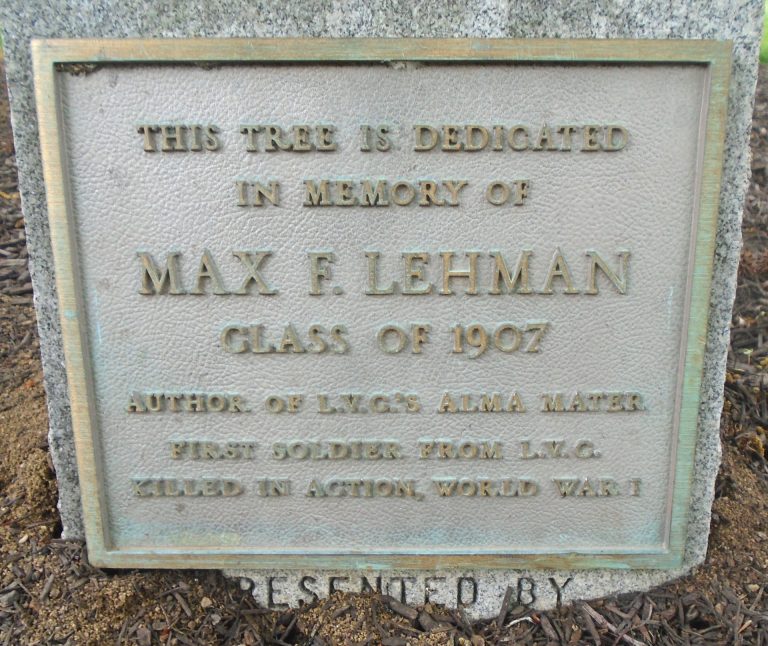 THIS TREE IS DEDICATED
IN MEMORY OF
MAX F. LEHMAN
CLASS OF 1907
AUTHOR OF L.V.C.'S ALMA MATER
FIRST SOLDIER FROM L.V.C.
KILLED IN ACTION, WORLD WAR I
PRESENTED BY